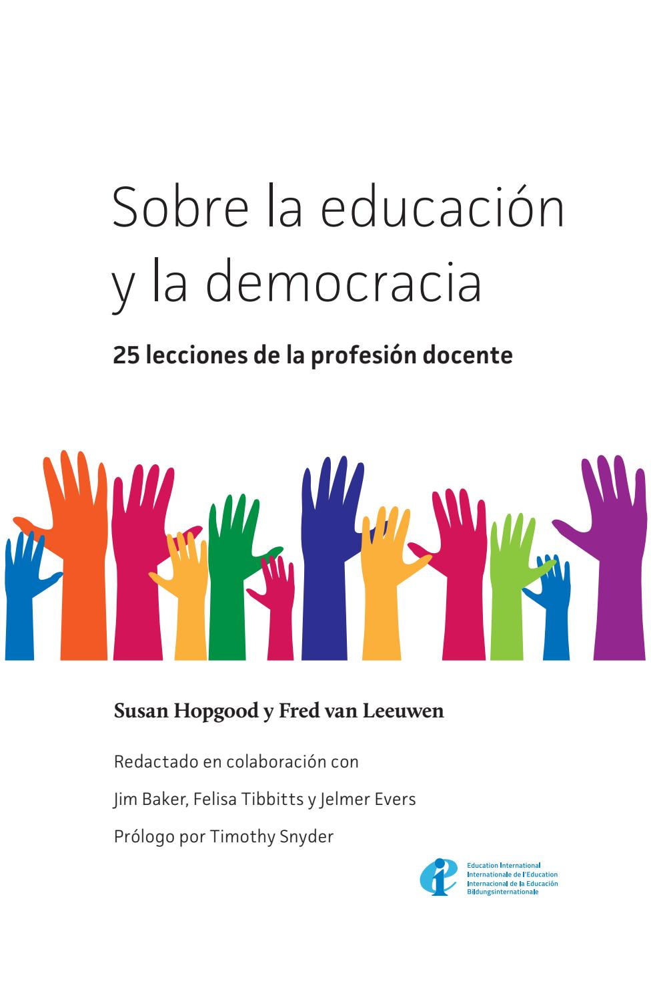 Sobre la educación
y la democracia
25 lecciones de la profesión docente
Susan Hopgood y Fred van Leeuwen
Redactado en colaboración con
Jim Baker, Felisa Tibbitts y Jelmer Evers
Prólogo por Timothy Snyder
ei
Education International
Internationale de l'Education
Internacional de la Educación
Bildungsinternationale